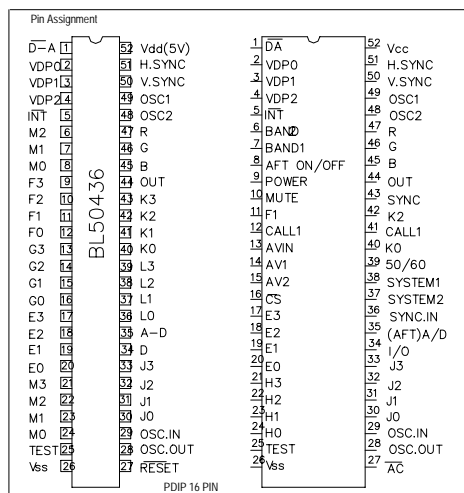 Pin Assignment
D-A 1 52 Vdd(5V)
VDP0 2 51 H.SYNC
VDP1 3 50 V.SYNC
VDP2 4 49 OSC1
INT 5 48 OSC2
M2 6 47 R
M1 7 46 G
M0 8 45 B
F3 9 44 OUT
F2 10 43 K3
F1 11 42 K2
F0 12 41 K1
G3 13 40 K0
G2 14 39 L3
G1 15 38 L2
G0 16 37 L1
E3 17 36 L0
E2 18 35 A-D
E1 19 34 D
E0 20 33 J3
M3 21 32 J2
M2 22 31 J1
M1 23 30 J0
M0 24 29 OSC.IN
TEST 25 28 OSC.OUT
Vss 26 27 RESET
BL50436
1 DA 52 Vcc
2 VDP0 51 H.SYNC
3 VDP1 50 V.SYNC
4 VDP2 49 OSC1
5 INT 48 OSC2
6 BAND2 47 R
7 BAND1 46 G
8 AFT ON/OFF 45 B
9 POWER 44 OUT
10 MUTE 43 SYNC
11 F1 42 K2
12 CALL1 41 CALL1
13 AVIN 40 K0
14 AV1 39 50/60
15 AV2 38 SYSTEM1
16 CS 37 SYSTEM2
17 E3 36 SYNC.IN
18 E2 35 (AFT)A/D
19 E1 34 I/O
20 E0 33 J3
21 H3 32 J2
22 H2 31 J1
23 H1 30 J0
24 H0 29 OSC.IN
25 TEST 28 OSC.OUT
26 Vss 27 AC
PDIP 16 PIN